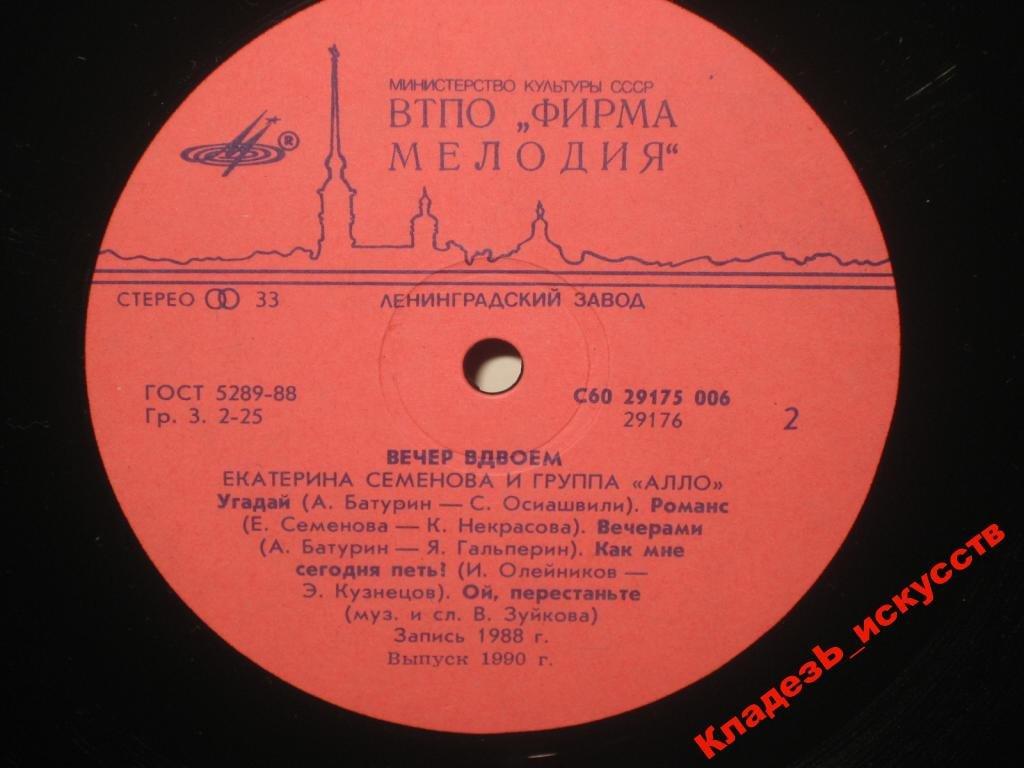 МИНИСТЕРСТВО КУЛЬТУРЫ СССР
ВТПО „ФИРМА
МЕЛОДИЯ“
®
СТЕРЕО 33
ЛЕНИНГРАДСКИЙ ЗАВОД
ГОСТ 5289-88
Гр. 3. 2-25
С60 29175 006
29176
2
ВЕЧЕР ВДВОЕМ
ЕКАТЕРИНА СЕМЕНОВА И ГРУППА «АЛЛО»
Угадай (А. Батурин — С. Осиашвили). Романс
(Е. Семенова — К. Некрасова). Вечерами
(А. Батурин — Я. Гальперин). Как мне
сегодня петь? (И. Олейников —
Э. Кузнецов). Ой, перестаньте
(муз. и сл. В. Зуйкова)
Запись 1988 г.
Выпуск 1990 г.
Кладезь_искусств